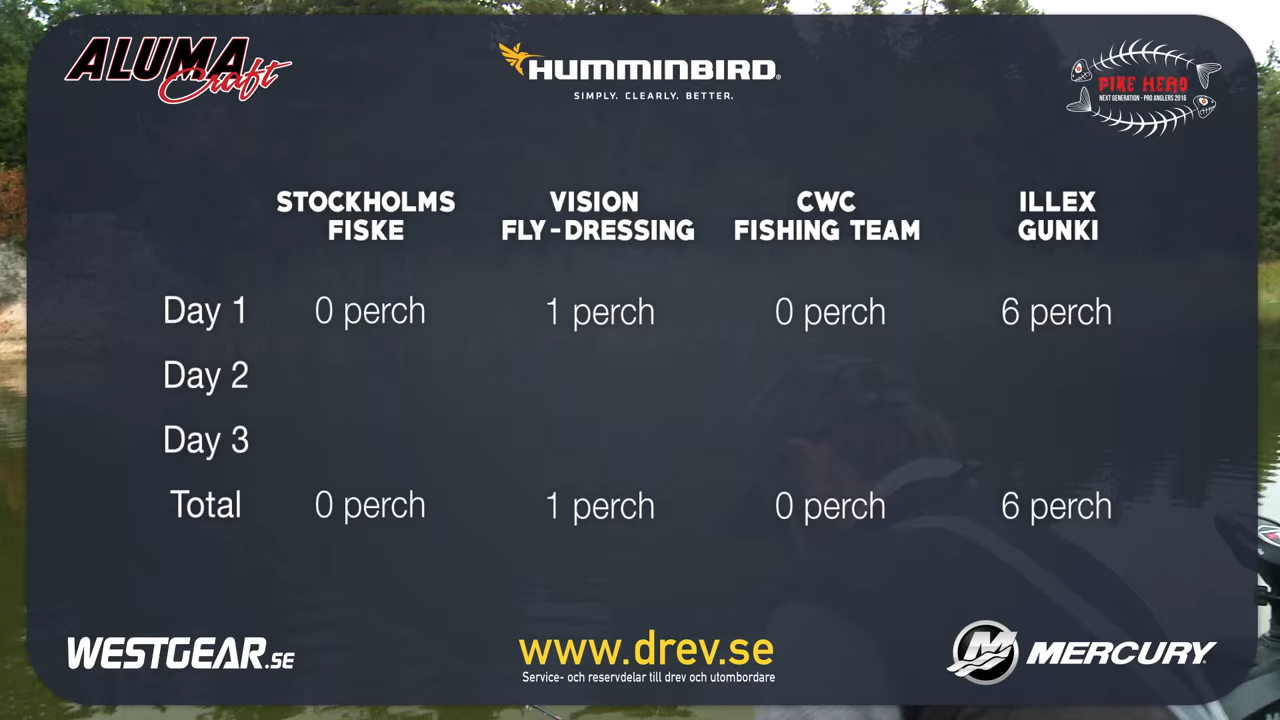 ALUMA
Craft
HUMMINBIRD®
SIMPLY. CLEARLY. BETTER.
PIKE HEAD
NEXT GENERATION - PRO ANGLERS 2016
STOCKHOLMS FISKE
VISION FLY-DRESSING
CWC FISHING TEAM
ILLEX GUNKI
Day 1 0 perch 1 perch 0 perch 6 perch
Day 2
Day 3
Total 0 perch 1 perch 0 perch 6 perch
WESTGEAR.SE
www.drev.se
Service- och reservdelar till drev och utombordare
M MERCURY